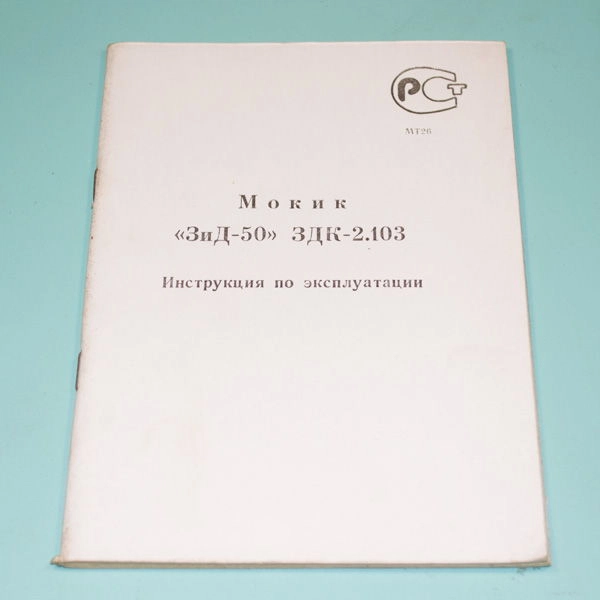 РСТ
МТ26
Мокик
«ЗиД-50» ЗДК-2.103
Инструкция по эксплуатации